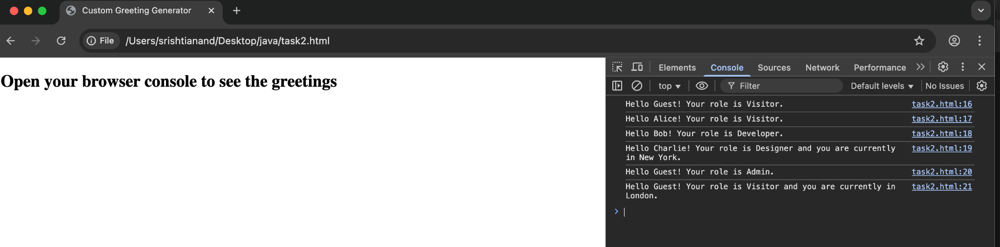 Custom Greeting Generator
File /Users/srishtianand/Desktop/java/task2.html
Open your browser console to see the greetings
Elements Console Sources Network Performance
top Filter Default levels No Issues
Hello Guest! Your role is Visitor. task2.html:16
Hello Alice! Your role is Visitor. task2.html:17
Hello Bob! Your role is Developer. task2.html:18
Hello Charlie! Your role is Designer and you are currently task2.html:19
in New York.
Hello Guest! Your role is Admin. task2.html:20
Hello Guest! Your role is Visitor and you are currently in task2.html:21
London.